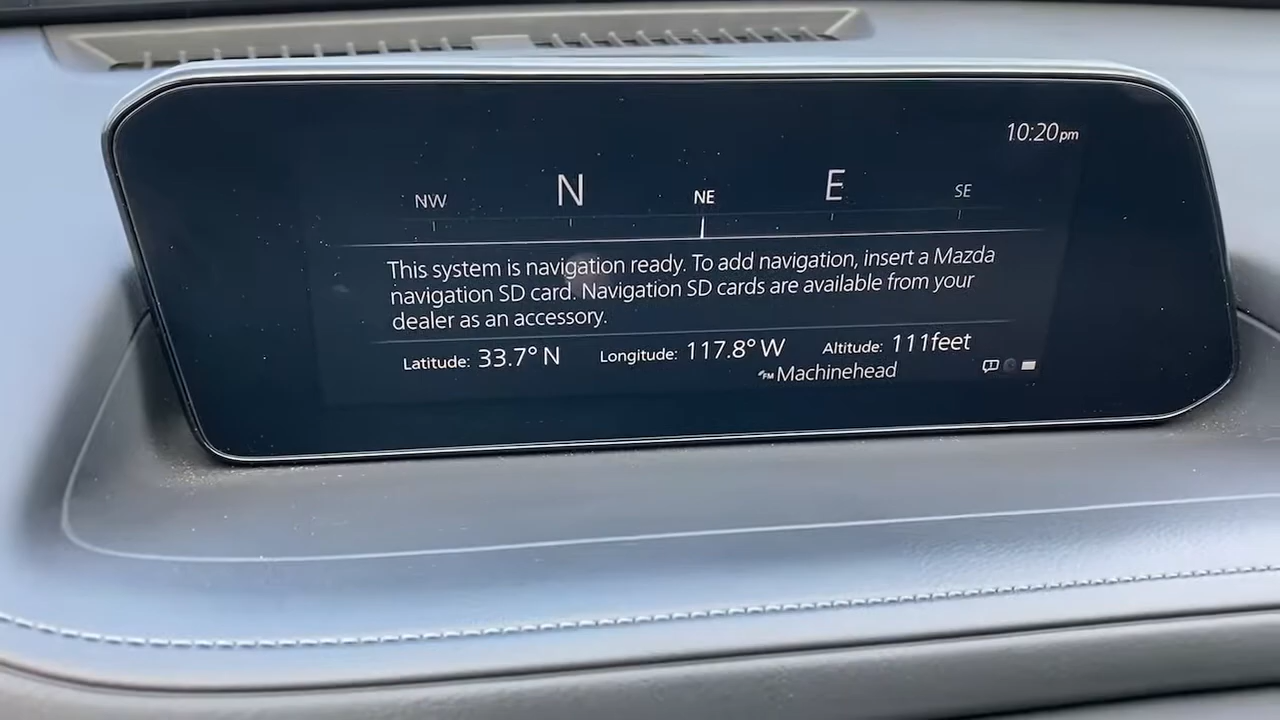 10:20pm
NW N NE E SE
This system is navigation ready. To add navigation, insert a Mazda
navigation SD card. Navigation SD cards are available from your
dealer as an accessory.
Latitude: 33.7° N Longitude: 117.8° W Altitude: 111feet
FM Machinehead